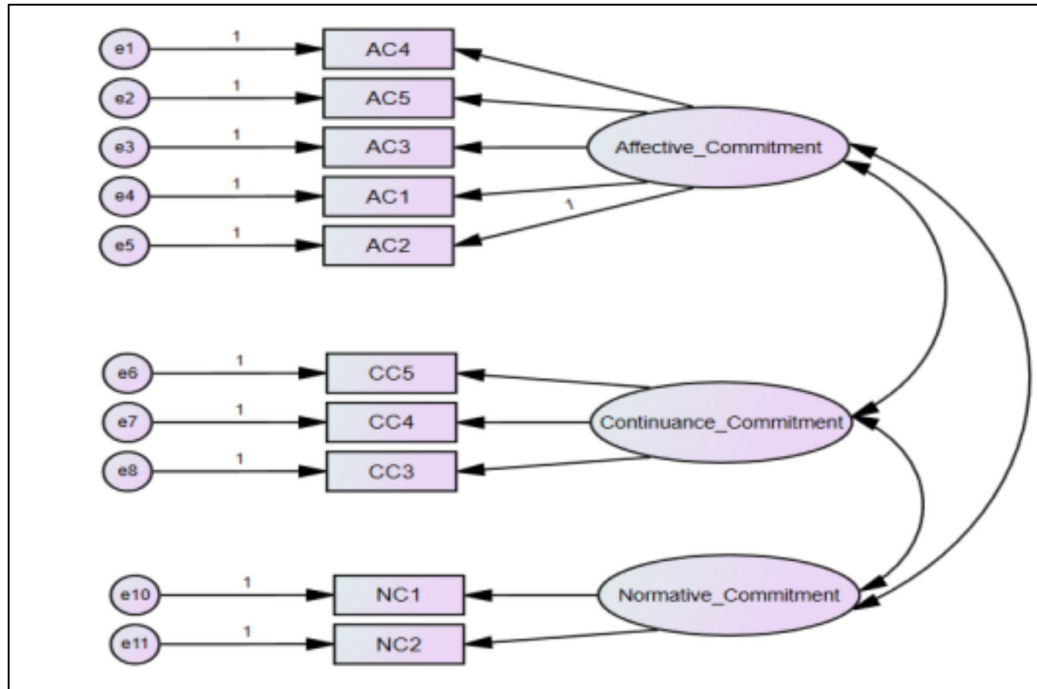 e1 1 AC4
e2 1 AC5
e3 1 AC3
Affective_Commitment
e4 1 AC1
1
e5 1 AC2
e6 1 CC5
e7 1 CC4
Continuance_Commitment
e8 1 CC3
e10 1 NC1
Normative_Commitment
e11 1 NC2